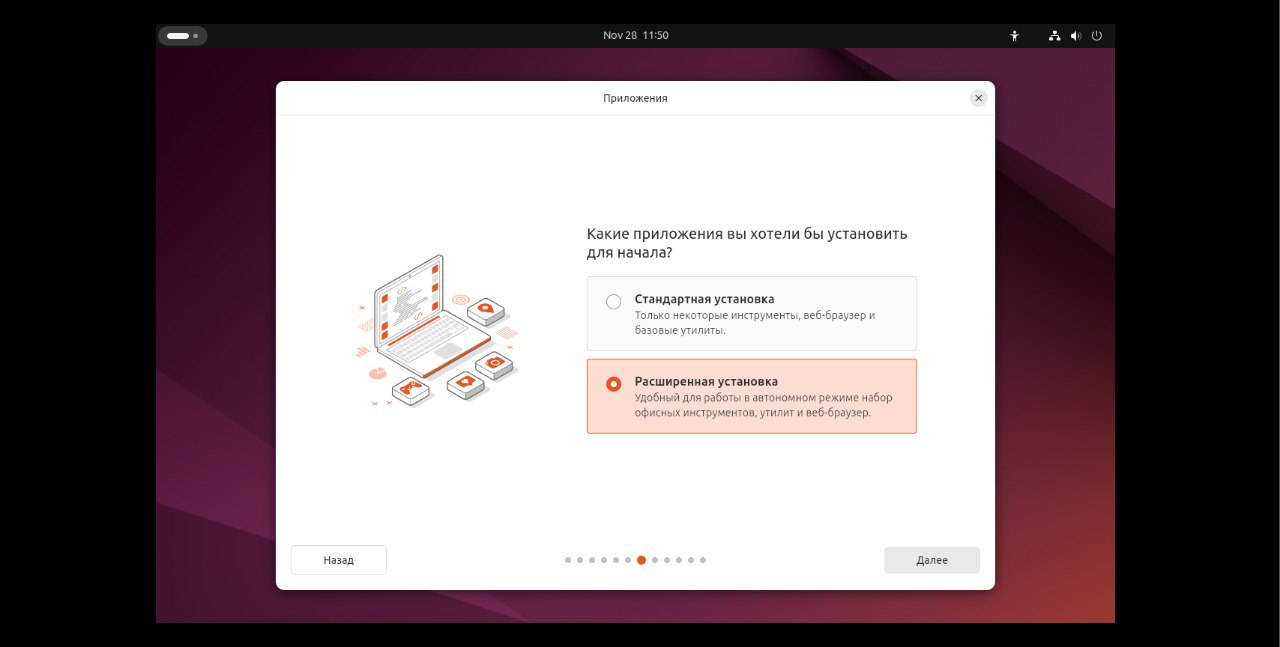 Nov 28 11:50
Приложения
Какие приложения вы хотели бы установить
для начала?
Стандартная установка
Только некоторые инструменты, веб-браузер и
базовые утилиты.
Расширенная установка
Удобный для работы в автономном режиме набор
офисных инструментов, утилит и веб-браузер.
Назад
Далее